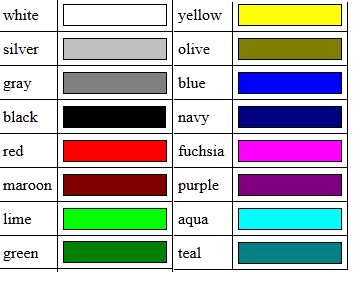 white
yellow
silver
olive
gray
blue
black
navy
red
fuchsia
maroon
purple
lime
aqua
green
teal